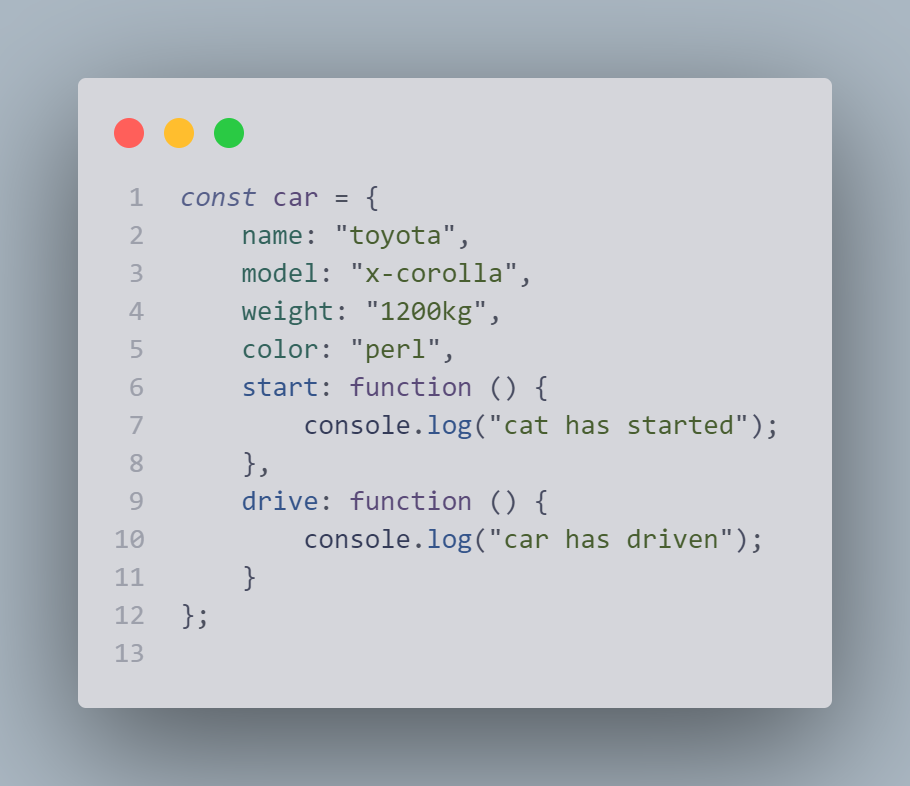 1 const car = {
2     name: "toyota",
3     model: "x-corolla",
4     weight: "1200kg",
5     color: "perl",
6     start: function () {
7         console.log("cat has started");
8     },
9     drive: function () {
10         console.log("car has driven");
11     }
12 };
13